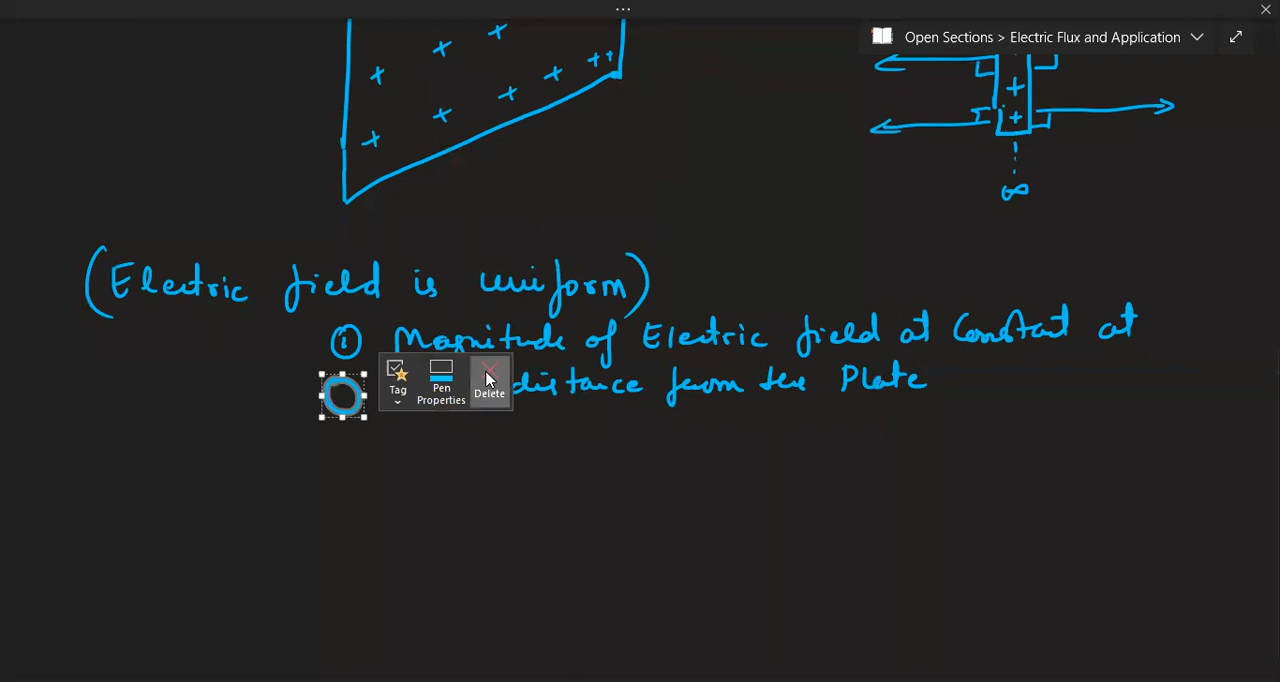 Open Sections > Electric Flux and Application
+ + + + + + + + +
+
+
∞
(Electric field is uniform)
① Magnitude of Electric field at Constant at
distance from the Plate
Tag
Pen Properties
Delete